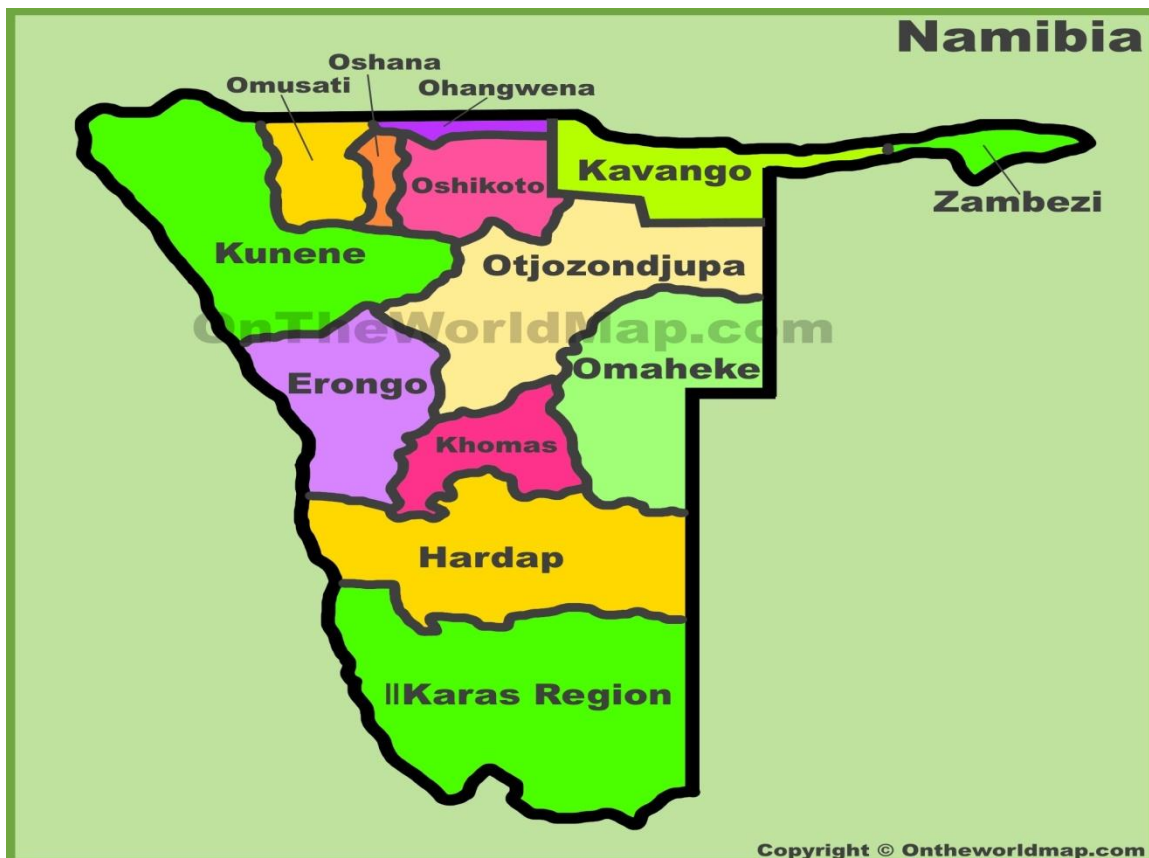 Namibia
Oshana
Omusati
Ohangwena
Oshikoto
Kavango
Zambezi
Kunene
Otjozondjupa
OnTheWorldMap.com
Omaheke
Erongo
Khomas
Hardap
llKaras Region
Copyright © Ontheworldmap.com